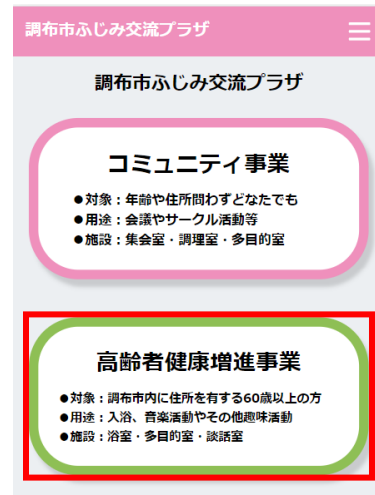 調布市ふじみ交流プラザ
調布市ふじみ交流プラザ
コミュニティ事業
●対象：年齢や住所問わずどなたでも
●用途：会議やサークル活動等
●施設：集会室・調理室・多目的室
高齢者健康増進事業
●対象：調布市内に住所を有する60歳以上の方
●用途：入浴、音楽活動やその他趣味活動
●施設：浴室・多目的室・談話室